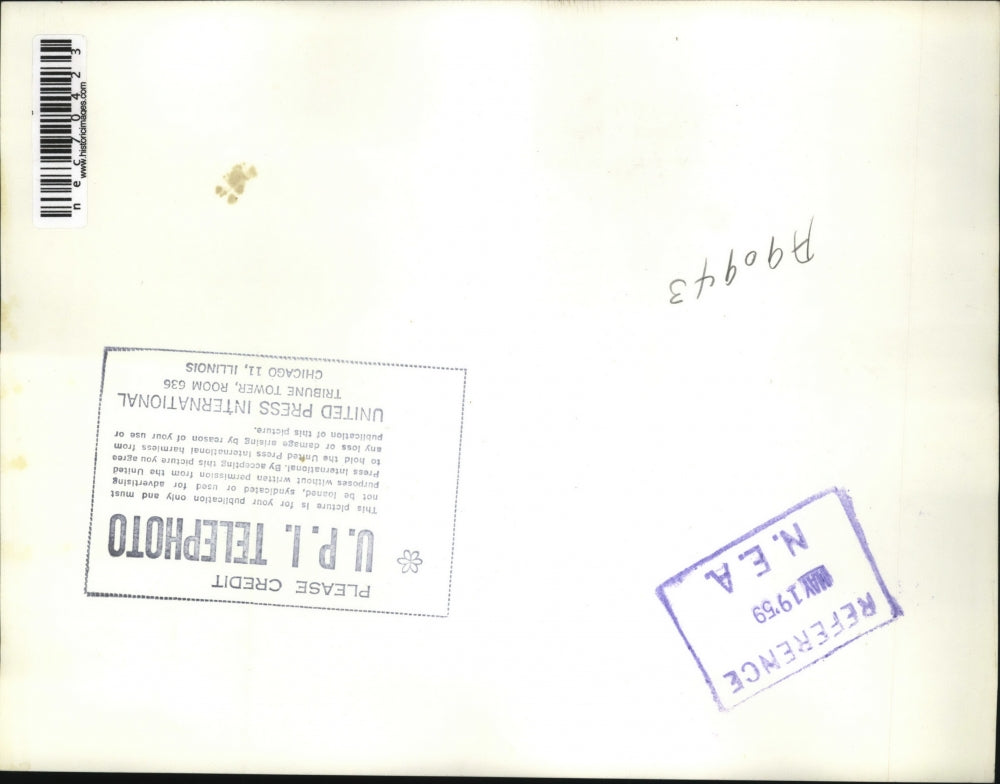 nec70423
www.historicimages.com
A90943
PLEASE CREDIT
U.P.I. TELEPHOTO
This picture is for your publication only and must
not be loaned, syndicated or used for advertising
purposes without written permission from the United
Press International. By accepting this picture you agree
to hold the United Press International harmless from
any loss or damage arising by reason of your use or
publication of this picture.
UNITED PRESS INTERNATIONAL
TRIBUNE TOWER, ROOM 636
CHICAGO 11, ILLINOIS
REFERENCE
MAY 19'59
N. E. A.